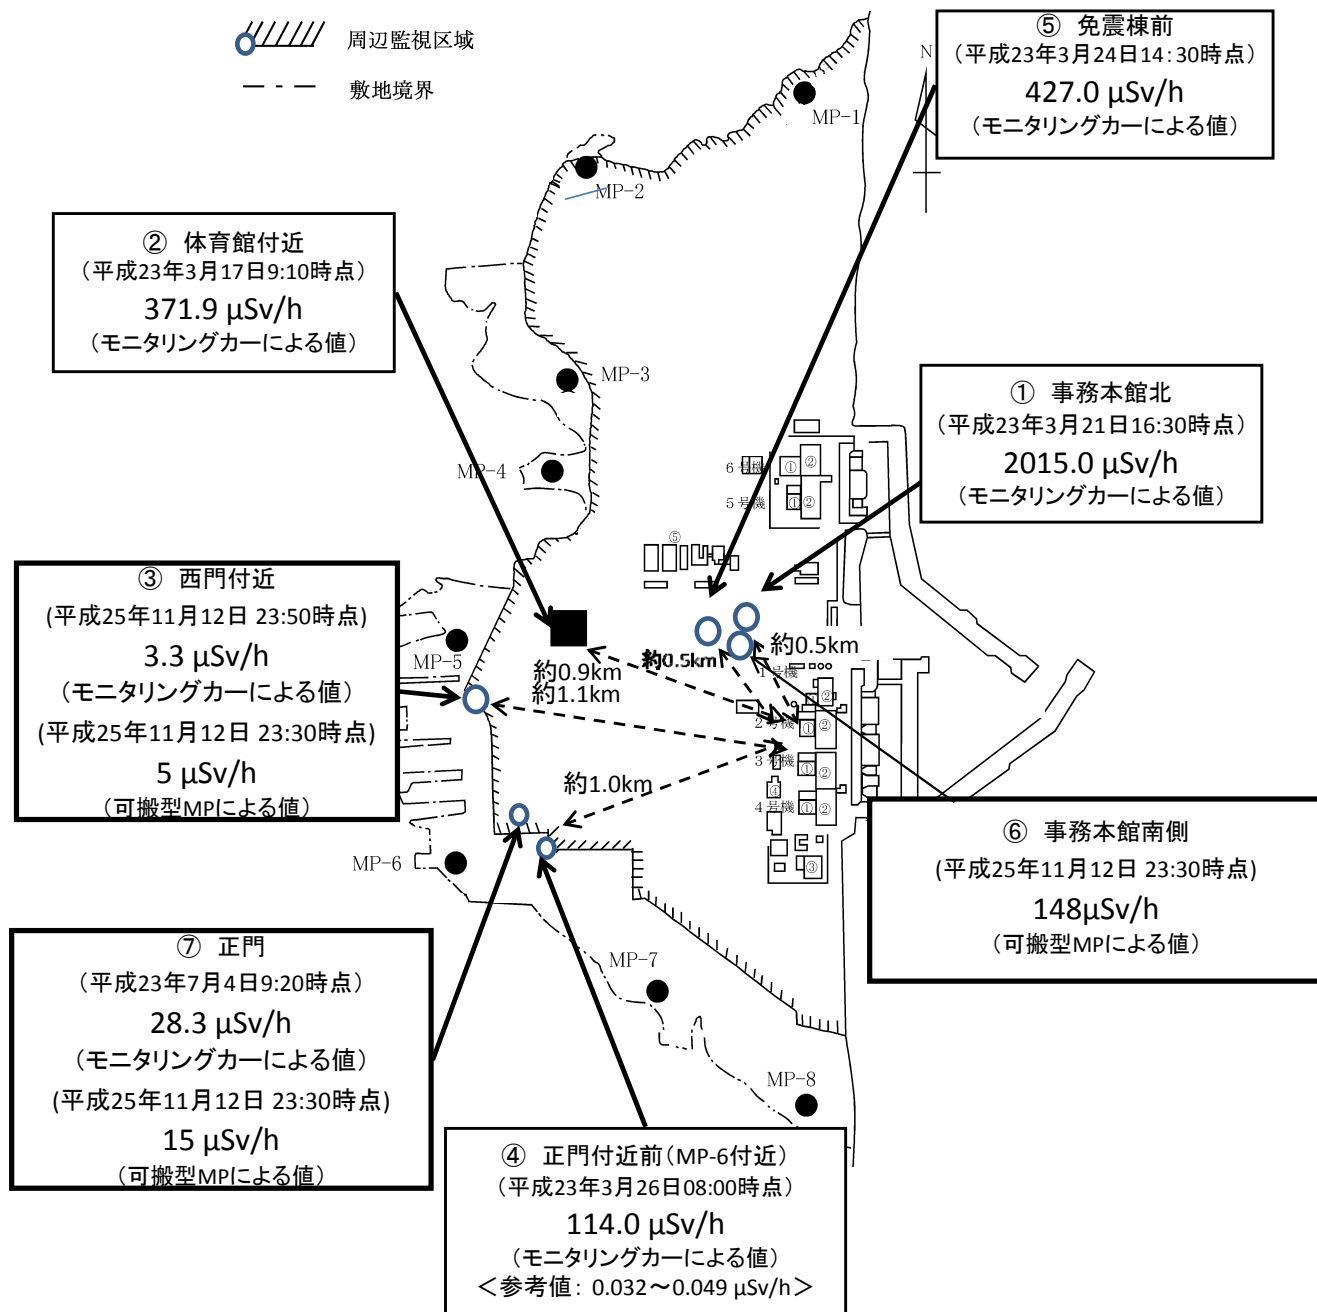 周辺監視区域
敷地境界
⑤ 免震棟前
（平成23年3月24日14:30時点）
427.0 μSv/h
（モニタリングカーによる値）
N
MP-1
MP-2
② 体育館付近
（平成23年3月17日9:10時点）
371.9 μSv/h
（モニタリングカーによる値）
MP-3
MP-4
① 事務本館北
（平成23年3月21日16:30時点）
2015.0 μSv/h
（モニタリングカーによる値）
6号機
① ②
5号機
① ②
⑤
③ 西門付近
(平成25年11月12日 23:50時点)
3.3 μSv/h
（モニタリングカーによる値）
(平成25年11月12日 23:30時点)
5 μSv/h
（可搬型MPによる値）
MP-5
約0.9km
約1.1km
約0.5km
約0.5km
1号機
②
2号機
① ②
3号機
① ②
約1.0km
④
4号機
① ②
③
MP-6
⑥ 事務本館南側
(平成25年11月12日 23:30時点)
148μSv/h
（可搬型MPによる値）
⑦ 正門
（平成23年7月4日9:20時点）
28.3 μSv/h
（モニタリングカーによる値）
(平成25年11月12日 23:30時点)
15 μSv/h
（可搬型MPによる値）
MP-7
MP-8
④ 正門付近前（MP-6付近）
（平成23年3月26日08:00時点）
114.0 μSv/h
（モニタリングカーによる値）
＜参考値： 0.032～0.049 μSv/h＞